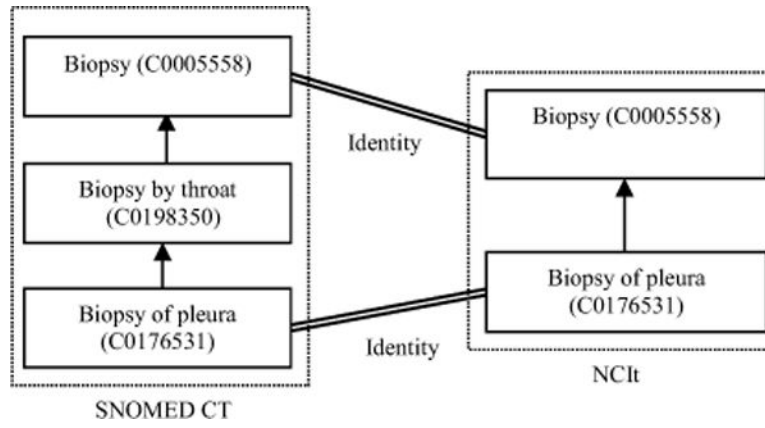 Biopsy (C0005558)
Biopsy by throat
(C0198350)
Biopsy of pleura
(C0176531)
SNOMED CT
Identity
Identity
Biopsy (C0005558)
Biopsy of pleura
(C0176531)
NCIt